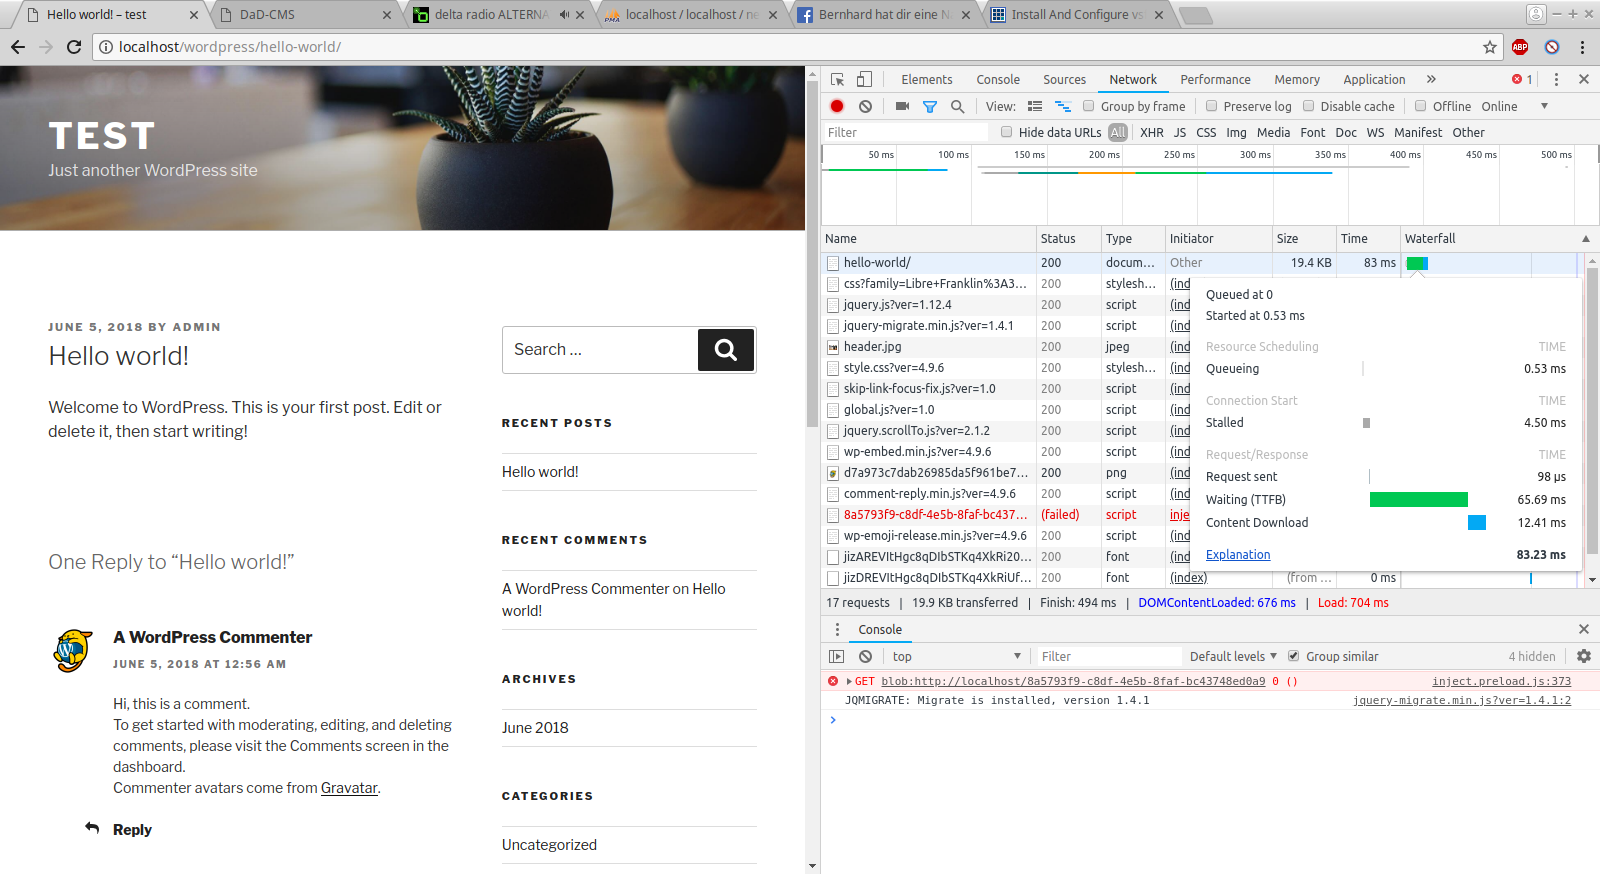 Hello world! – test
DaD-CMS
delta radio ALTERNA
localhost / localhost / ne
Bernhard hat dir eine N
Install And Configure vs
localhost/wordpress/hello-world/
ABP
TEST
Just another WordPress site
JUNE 5, 2018 BY ADMIN
Hello world!
Welcome to WordPress. This is your first post. Edit or
delete it, then start writing!
One Reply to “Hello world!”
A WordPress Commenter
JUNE 5, 2018 AT 12:56 AM
Hi, this is a comment.
To get started with moderating, editing, and deleting
comments, please visit the Comments screen in the
dashboard.
Commenter avatars come from Gravatar.
Reply
Search …
RECENT POSTS
Hello world!
RECENT COMMENTS
A WordPress Commenter on Hello
world!
ARCHIVES
June 2018
CATEGORIES
Uncategorized
Elements Console Sources Network Performance Memory Application » 1
View: Group by frame Preserve log Disable cache Offline Online
Filter Hide data URLs All XHR JS CSS Img Media Font Doc WS Manifest Other
50 ms 100 ms 150 ms 200 ms 250 ms 300 ms 350 ms 400 ms 450 ms 500 ms
Name Status Type Initiator Size Time Waterfall
hello-world/ 200 docum… Other 19.4 KB 83 ms
css?family=Libre+Franklin%3A3… 200 stylesh… (ind
jquery.js?ver=1.12.4 200 script (ind
jquery-migrate.min.js?ver=1.4.1 200 script (ind
header.jpg 200 jpeg (ind
style.css?ver=4.9.6 200 stylesh… (ind
skip-link-focus-fix.js?ver=1.0 200 script (ind
global.js?ver=1.0 200 script (ind
jquery.scrollTo.js?ver=2.1.2 200 script (ind
wp-embed.min.js?ver=4.9.6 200 script (ind
d7a973c7dab26985da5f961be7… 200 png (ind
comment-reply.min.js?ver=4.9.6 200 script (ind
8a5793f9-c8df-4e5b-8faf-bc437… (failed) script inje
wp-emoji-release.min.js?ver=4.9.6 200 script (ind
jizAREVItHgc8qDIbSTKq4XkRi20… 200 font (ind
jizDREVItHgc8qDIbSTKq4XkRiUf… 200 font (index) (from … 0 ms
Queued at 0
Started at 0.53 ms
Resource Scheduling TIME
Queueing 0.53 ms
Connection Start TIME
Stalled 4.50 ms
Request/Response TIME
Request sent 98 µs
Waiting (TTFB) 65.69 ms
Content Download 12.41 ms
Explanation 83.23 ms
17 requests | 19.9 KB transferred | Finish: 494 ms | DOMContentLoaded: 676 ms | Load: 704 ms
Console
top Filter Default levels Group similar 4 hidden
GET blob:http://localhost/8a5793f9-c8df-4e5b-8faf-bc43748ed0a9 0 () inject.preload.js:373
JQMIGRATE: Migrate is installed, version 1.4.1 jquery-migrate.min.js?ver=1.4.1:2